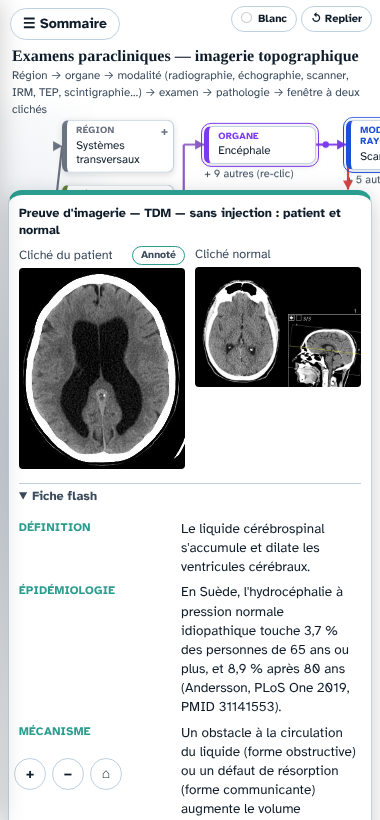 ☰ Sommaire
Blanc
↺ Replier
Examens paracliniques — imagerie topographique
Région → organe → modalité (radiographie, échographie, scanner,
IRM, TEP, scintigraphie…) → examen → pathologie → fenêtre à deux
clichés
RÉGION
+
Systèmes
transversaux
ORGANE
Encéphale
+ 9 autres (re-clic)
MOD
RAY
Scar
5 aut
Preuve d'imagerie — TDM — sans injection : patient et
normal
Cliché du patient
Annoté
Cliché normal
▼ Fiche flash
DÉFINITION
Le liquide cérébrospinal
s'accumule et dilate les
ventricules cérébraux.
ÉPIDÉMIOLOGIE
En Suède, l'hydrocéphalie à
pression normale
idiopathique touche 3,7 %
des personnes de 65 ans ou
plus, et 8,9 % après 80 ans
(Andersson, PLoS One 2019,
PMID 31141553).
MÉCANISME
Un obstacle à la circulation
du liquide (forme obstructive)
ou un défaut de résorption
(forme communicante)
augmente le volume
+
−
⌂